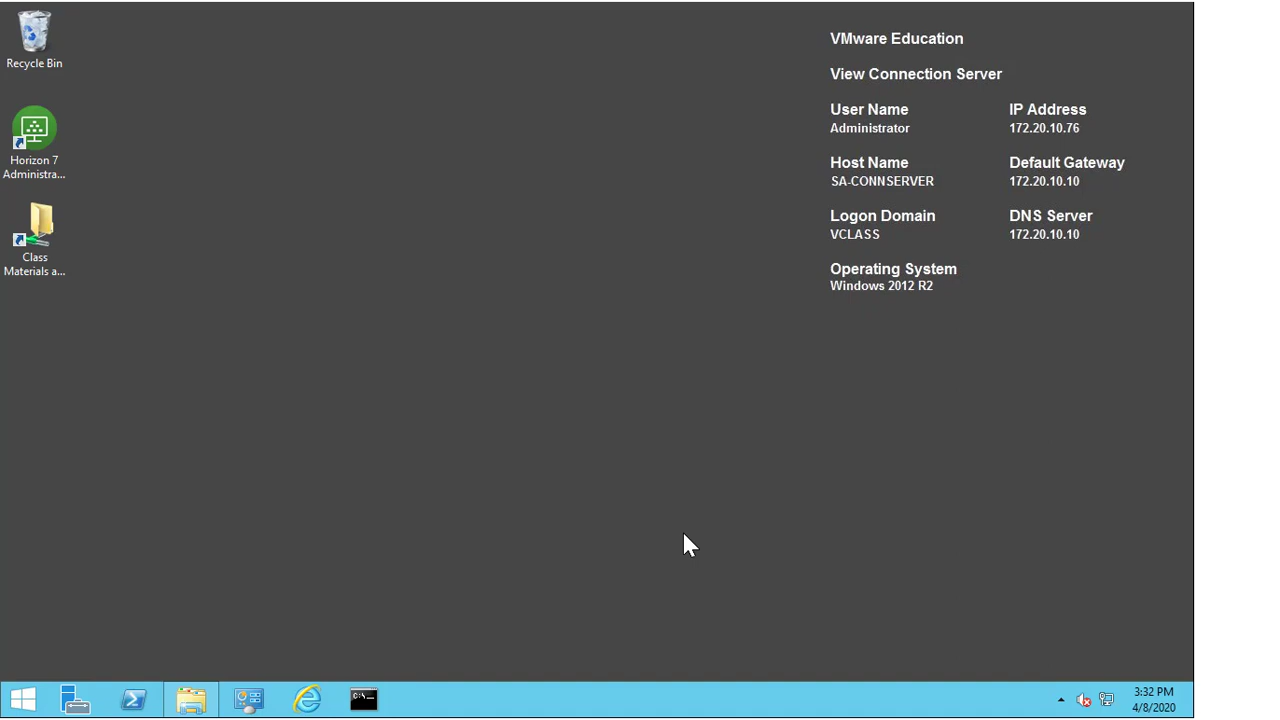 Recycle Bin
Horizon 7
Administra...
Class
Materials a...
VMware Education
View Connection Server
User Name
Administrator
IP Address
172.20.10.76
Host Name
SA-CONNSERVER
Default Gateway
172.20.10.10
Logon Domain
VCLASS
DNS Server
172.20.10.10
Operating System
Windows 2012 R2
C:\_
3:32 PM
4/8/2020